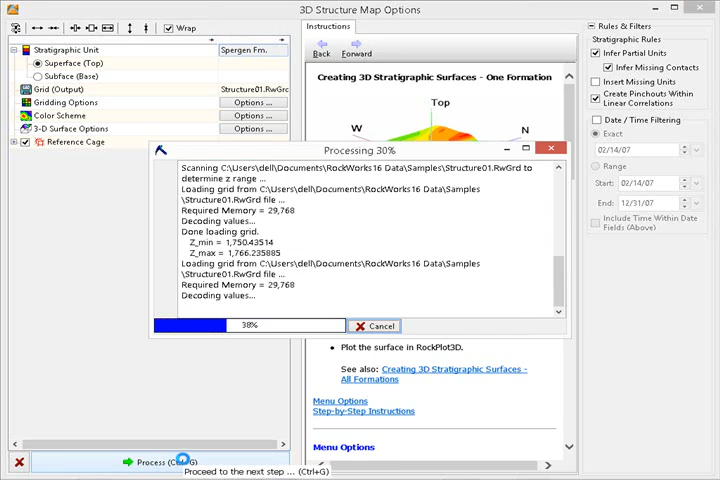 3D Structure Map Options
Wrap
Stratigraphic Unit
Spergen Fm.
Superface (Top)
Subface (Base)
Grid (Output)
Structure01.RwGrd
Gridding Options
Options ...
Color Scheme
Options ...
3-D Surface Options
Options ...
Reference Cage
Process (Ctrl+G)
Proceed to the next step ... (Ctrl+G)
Instructions
Back
Forward
Creating 3D Stratigraphic Surfaces - One Formation
Top
W
N
Processing 30%
Scanning C:\Users\dell\Documents\RockWorks16 Data\Samples\Structure01.RwGrd to
determine z range ...
Loading grid from C:\Users\dell\Documents\RockWorks16 Data\Samples
\Structure01.RwGrd file ...
Required Memory = 29,768
Decoding values...
Done loading grid.
Z_min = 1,750.43514
Z_max = 1,766.235885
Loading grid from C:\Users\dell\Documents\RockWorks16 Data\Samples
\Structure01.RwGrd file ...
Required Memory = 29,768
Decoding values...
38%
Cancel
Plot the surface in RockPlot3D.
See also: Creating 3D Stratigraphic Surfaces -
All Formations
Menu Options
Step-by-Step Instructions
Menu Options
Rules & Filters
Stratigraphic Rules
Infer Partial Units
Infer Missing Contacts
Insert Missing Units
Create Pinchouts Within
Linear Correlations
Date / Time Filtering
Exact
02/14/07
Range
Start: 02/14/07
End: 12/31/07
Include Time Within Date
Fields (Above)